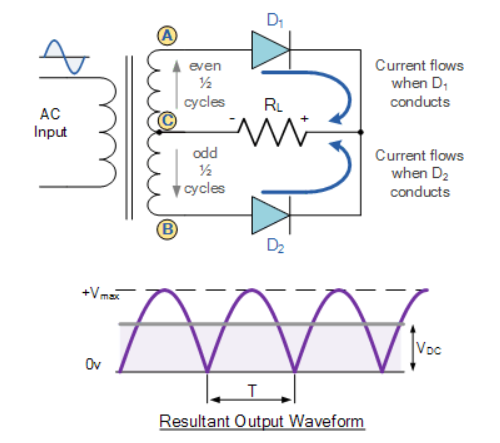 D1
A
even
½
cycles
Current flows
when D1
conducts
AC
Input
C
RL
-
+
odd
½
cycles
Current flows
when D2
conducts
B
D2
+Vmax
0v
VDC
T
Resultant Output Waveform